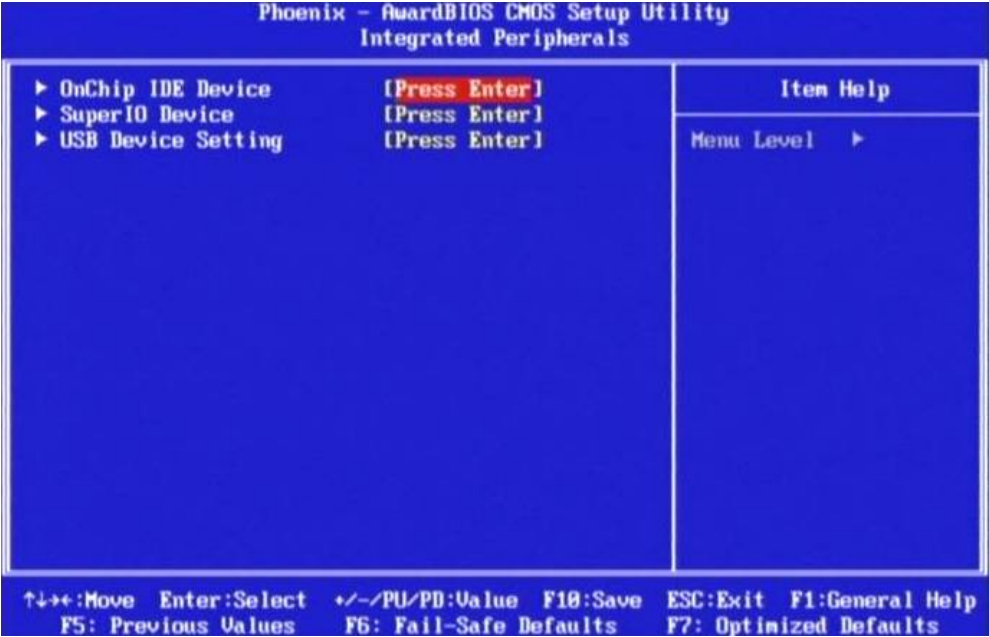 Phoenix - AwardBIOS CMOS Setup Utility
Integrated Peripherals
▶ OnChip IDE Device [Press Enter]
▶ SuperIO Device [Press Enter]
▶ USB Device Setting [Press Enter]
Item Help
Menu Level ▶
↑↓→←:Move Enter:Select +/-/PU/PD:Value F10:Save ESC:Exit F1:General Help
F5: Previous Values F6: Fail-Safe Defaults F7: Optimized Defaults